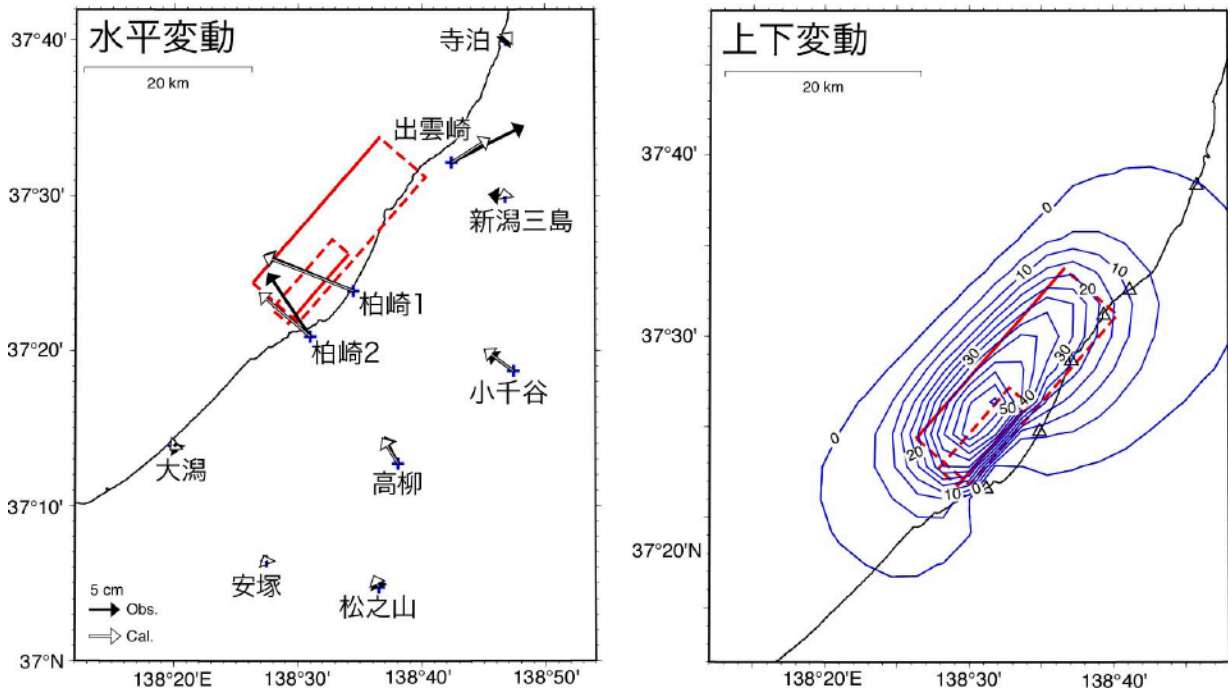 水平変動
20 km
寺泊
出雲崎
新潟三島
柏崎1
柏崎2
小千谷
大潟
高柳
安塚
松之山
5 cm
Obs.
Cal.
37°40'
37°30'
37°20'
37°10'
37°N
138°20'E
138°30'
138°40'
138°50'
上下変動
20 km
0
10
10
20
0
30
30
40
50
0
20
10
0
37°40'
37°30'
37°20'N
138°20'E
138°30'
138°40'